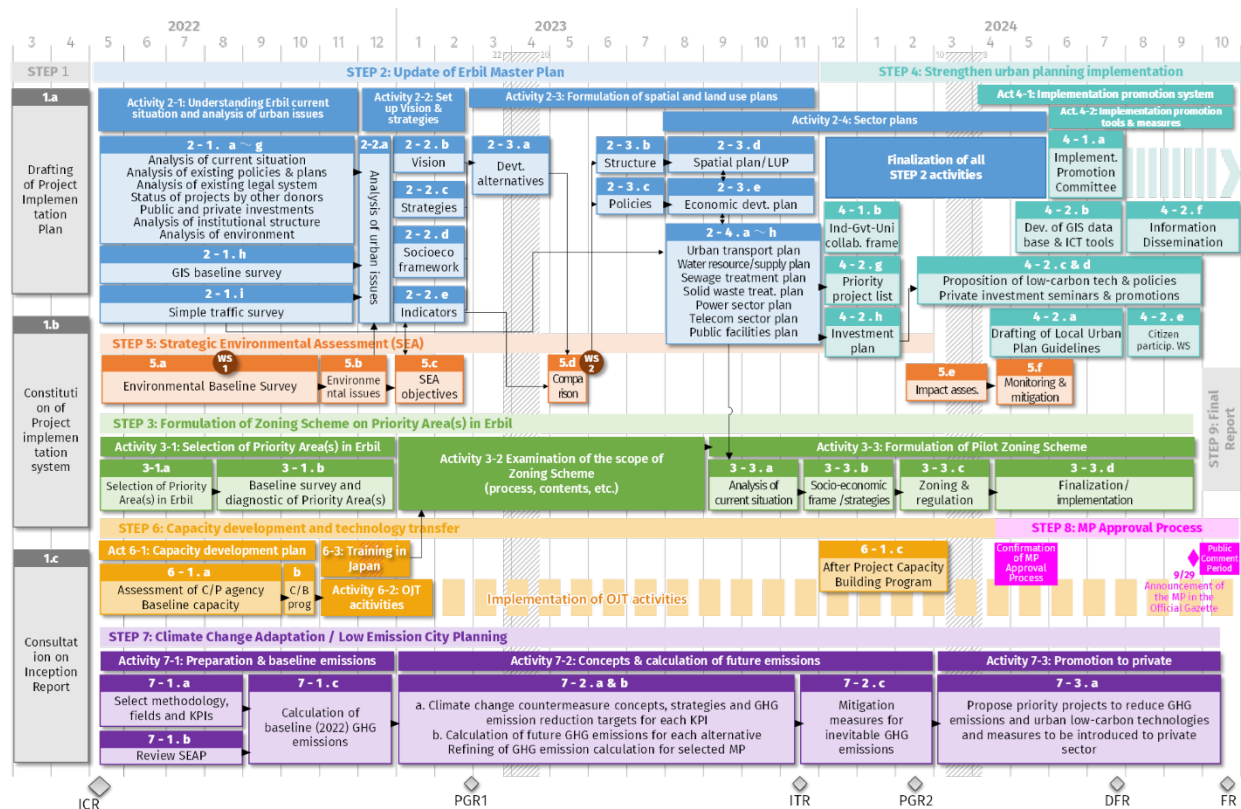 2022
2023
2024
3 4 5 6 7 8 9 10 11 12 1 2 3 4 5 6 7 8 9 10 11 12 1 2 3 4 5 6 7 8 9 10
22
20
10
8
STEP 1
STEP 2: Update of Erbil Master Plan
STEP 4: Strengthen urban planning implementation
1.a
Drafting
of Project
Implemen
tation
Plan
1.b
Constituti
on of
Project
implemen
tation
system
1.c
Consultat
ion on
Inception
Report
Activity 2-1: Understanding Erbil current
situation and analysis of urban issues
Activity 2-2: Set
up Vision &
strategies
Activity 2-3: Formulation of spatial and land use plans
Activity 2-4: Sector plans
Act 4-1: Implementation promotion system
Act. 4-2: Implementation promotion
tools & measures
2 - 1. a ～ g
Analysis of current situation
Analysis of existing policies & plans
Analysis of existing legal system
Status of projects by other donors
Public and private investments
Analysis of institutional structure
Analysis of environment
2 - 1. h
GIS baseline survey
2 - 1. i
Simple traffic survey
2-2.a
Analysis of
urban issues
2 - 2. b
Vision
2 - 2. c
Strategies
2 - 2. d
Socioeco
framework
2 - 2. e
Indicators
2 - 3. a
Devt.
alternatives
2 - 3. b
Structure
2 - 3. c
Policies
2 - 3. d
Spatial plan/LUP
2 - 3. e
Economic devt. plan
2 - 4. a ～ h
Urban transport plan
Water resource/supply plan
Sewage treatment plan
Solid waste treat. plan
Power sector plan
Telecom sector plan
Public facilities plan
Finalization of all
STEP 2 activities
4 - 1. a
Implement.
Promotion
Committee
4 - 1. b
Ind-Gvt-Uni
collab. frame
4 - 2. g
Priority
project list
4 - 2. h
Investment
plan
4 - 2. b
Dev. of GIS data
base & ICT tools
4 - 2. f
Information
Dissemination
4 - 2. c & d
Proposition of low-carbon tech & policies
Private investment seminars & promotions
4 - 2. a
Drafting of Local Urban
Plan Guidelines
4 - 2. e
Citizen
particip. WS
STEP 5: Strategic Environmental Assessment (SEA)
5.a
Environmental Baseline Survey
WS
1
5.b
Environme
ntal issues
5.c
SEA
objectives
5.d
Compa
rison
WS
2
5.e
Impact asses.
5.f
Monitoring &
mitigation
STEP 9: Final
Report
STEP 3: Formulation of Zoning Scheme on Priority Area(s) in Erbil
Activity 3-1: Selection of Priority Area(s) in Erbil
3-1.a
Selection of Priority
Area(s) in Erbil
3 - 1. b
Baseline survey and
diagnostic of Priority Area(s)
Activity 3-2 Examination of the scope of
Zoning Scheme
(process, contents, etc.)
Activity 3-3: Formulation of Pilot Zoning Scheme
3 - 3. a
Analysis of
current situation
3 - 3. b
Socio-economic
frame /strategies
3 - 3. c
Zoning &
regulation
3 - 3. d
Finalization/
implementation
STEP 6: Capacity development and technology transfer
STEP 8: MP Approval Process
Act 6-1: Capacity development plan
6 - 1. a
Assessment of C/P agency
Baseline capacity
b
C/B
prog
6-3: Training in
Japan
Activity 6-2: OJT
acitivities
Implementation of OJT activities
6 - 1. c
After Project Capacity
Building Program
Confirmation
of MP
Approval
Process
Public
Comment
Period
9/29
Announcement
of the MP in the
Official Gazette
STEP 7: Climate Change Adaptation / Low Emission City Planning
Activity 7-1: Preparation & baseline emissions
7 - 1. a
Select methodology,
fields and KPIs
7 - 1. b
Review SEAP
7 - 1. c
Calculation of
baseline (2022) GHG
emissions
Activity 7-2: Concepts & calculation of future emissions
7 - 2. a & b
a. Climate change countermeasure concepts, strategies and GHG
emission reduction targets for each KPI
b. Calculation of future GHG emissions for each alternative
Refining of GHG emission calculation for selected MP
7 - 2. c
Mitigation
measures for
inevitable GHG
emissions
Activity 7-3: Promotion to private
7 - 3. a
Propose priority projects to reduce GHG
emissions and urban low-carbon technologies
and measures to be introduced to private
sector
ICR
PGR1
ITR
PGR2
DFR
FR